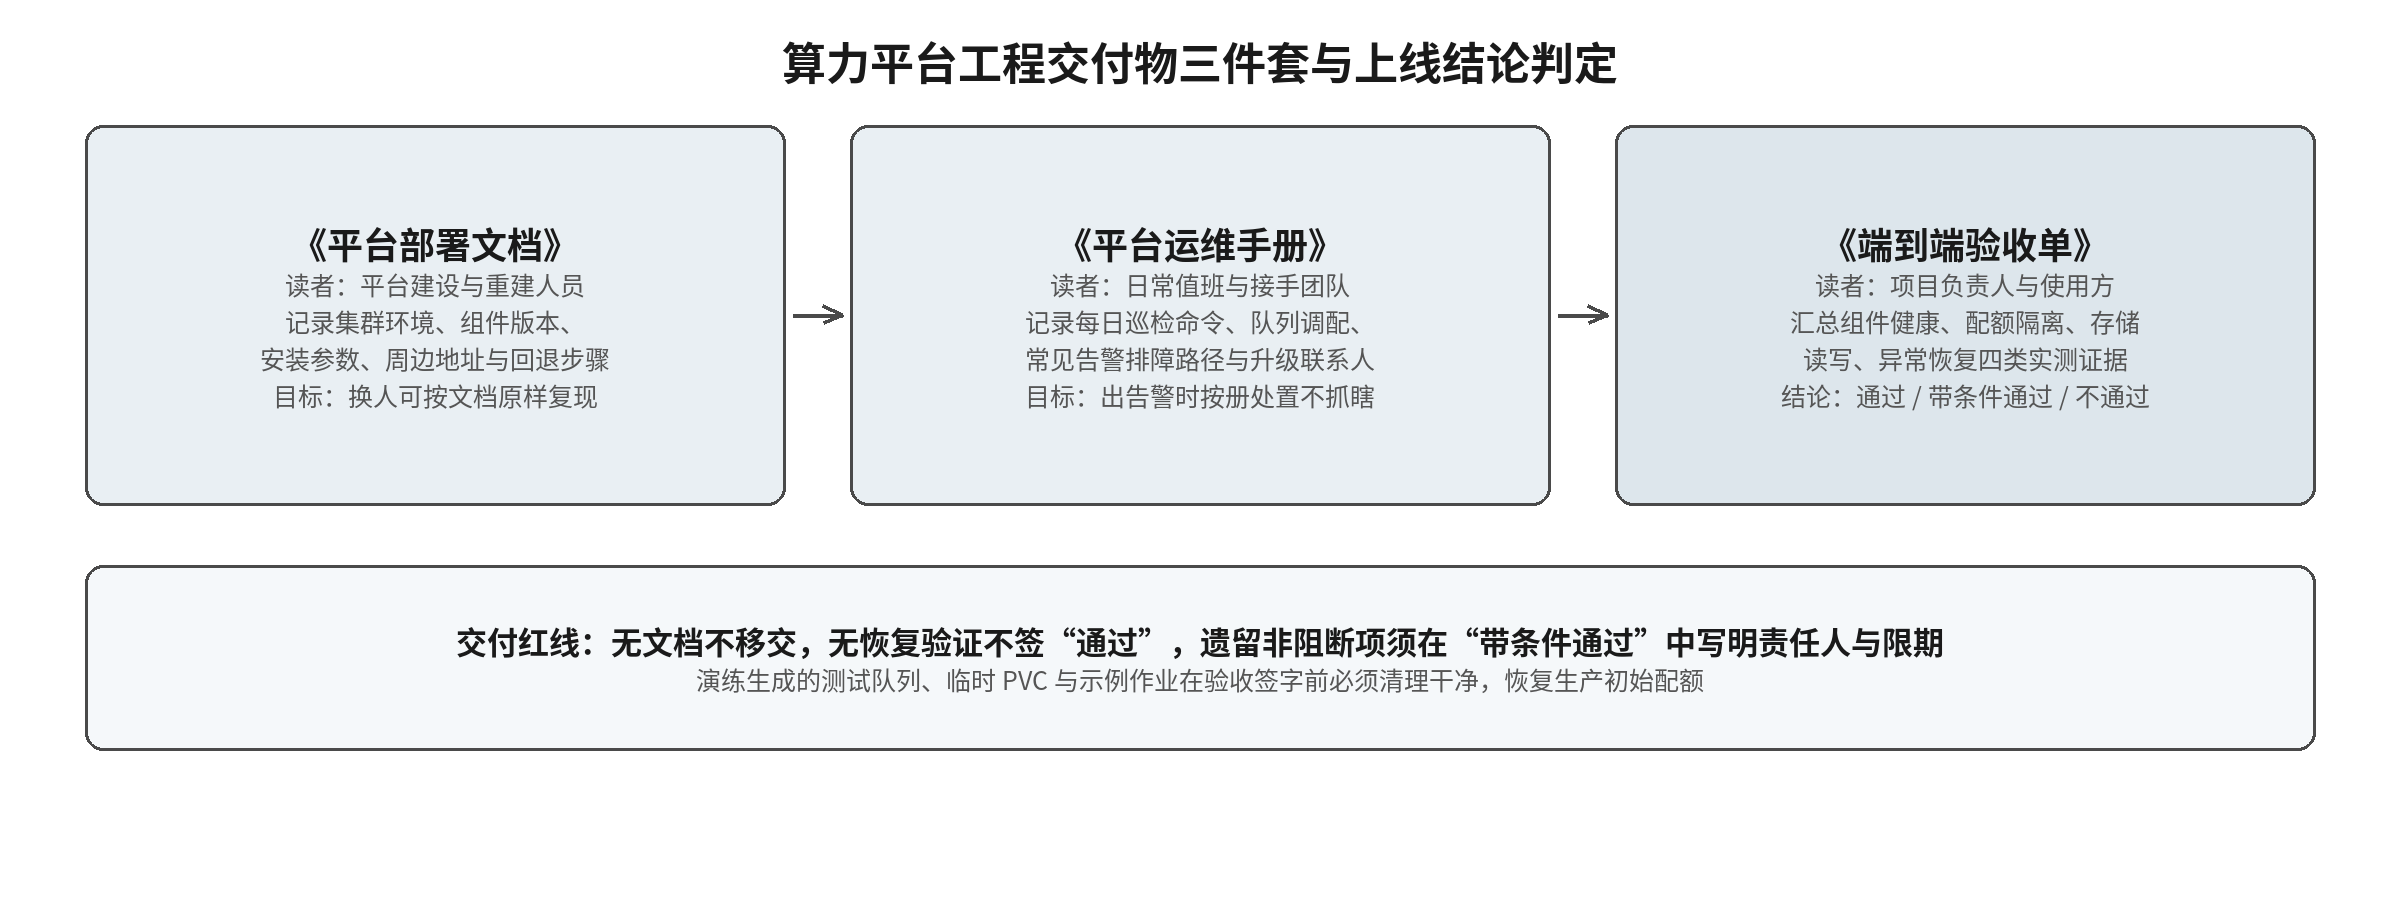 算力平台工程交付物三件套与上线结论判定
《平台部署文档》
读者：平台建设与重建人员
记录集群环境、组件版本、
安装参数、周边地址与回退步骤
目标：换人可按文档原样复现
《平台运维手册》
读者：日常值班与接手团队
记录每日巡检命令、队列调配、
常见告警排障路径与升级联系人
目标：出告警时按册处置不抓瞎
《端到端验收单》
读者：项目负责人与使用方
汇总组件健康、配额隔离、存储
读写、异常恢复四类实测证据
结论：通过 / 带条件通过 / 不通过
交付红线：无文档不移交，无恢复验证不签“通过”，遗留非阻断项须在“带条件通过”中写明责任人与限期
演练生成的测试队列、临时 PVC 与示例作业在验收签字前必须清理干净，恢复生产初始配额